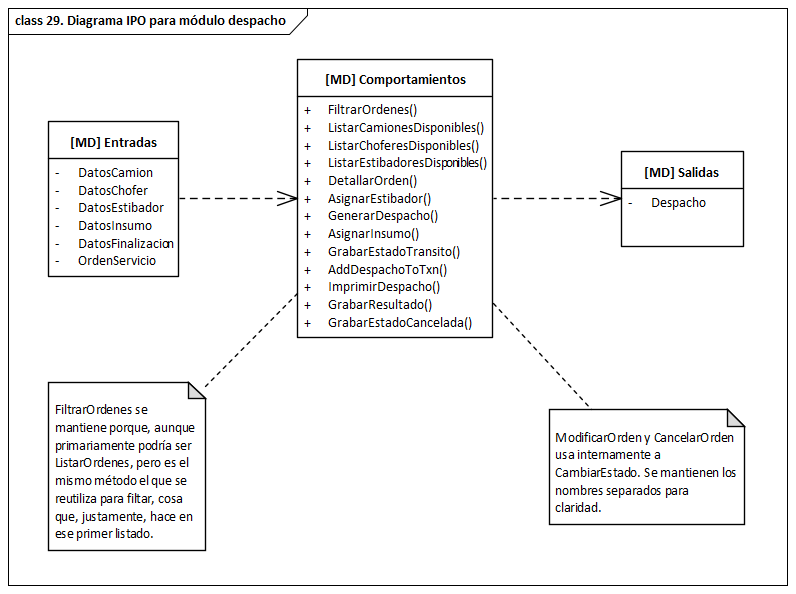 class 29. Diagrama IPO para módulo despacho
[MD] Entradas
- DatosCamion
- DatosChofer
- DatosEstibador
- DatosInsumo
- DatosFinalizacion
- OrdenServicio
[MD] Comportamientos
+ FiltrarOrdenes()
+ ListarCamionesDisponibles()
+ ListarChoferesDisponibles()
+ ListarEstibadoresDisponibles()
+ DetallarOrden()
+ AsignarEstibador()
+ GenerarDespacho()
+ AsignarInsumo()
+ GrabarEstadoTransito()
+ AddDespachoToTxn()
+ ImprimirDespacho()
+ GrabarResultado()
+ GrabarEstadoCancelada()
[MD] Salidas
- Despacho
FiltrarOrdenes se
mantiene porque, aunque
primariamente podría ser
ListarOrdenes, pero es el
mismo método el que se
reutiliza para filtar, cosa
que, justamente, hace en
ese primer listado.
ModificarOrden y CancelarOrden
usa internamente a
CambiarEstado. Se mantienen los
nombres separados para
claridad.